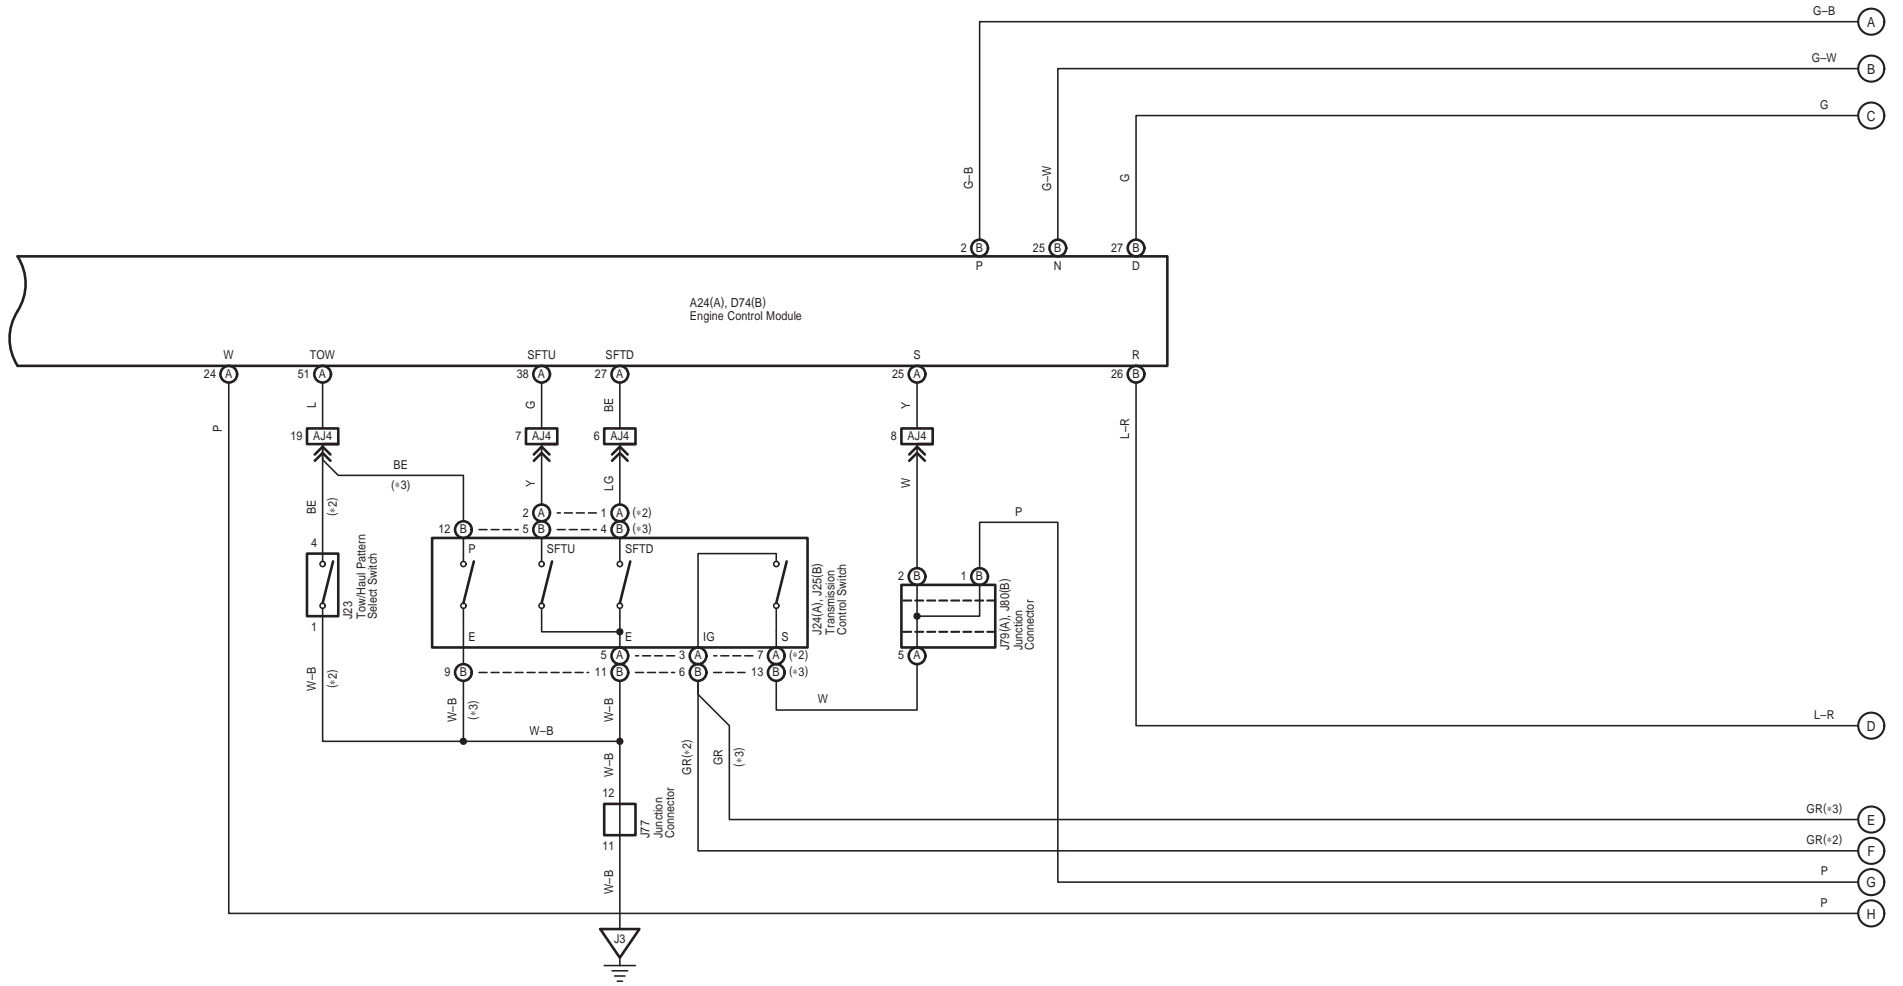 G–B
A
G–W
B
G
C
G–B
G–W
G
2 B
25 B
27 B
P
N
D
A24(A), D74(B)
Engine Control Module
W
TOW
SFTU
SFTD
S
R
24 A
51 A
38 A
27 A
25 A
26 B
P
L
G
BE
Y
L–R
19 AJ4
7 AJ4
6 AJ4
8 AJ4
BE
(*3)
BE
(*2)
Y
LG
W
2 A
1 A (*2)
12 B
5 B
4 B (*3)
P
SFTU
SFTD
P
4
J23
Tow/Haul Pattern
Select Switch
1
J24(A), J25(B)
Transmission
Control Switch
2 B
1 B
J79(A), J80(B)
Junction
Connector
5 A
E
E
IG
S
5 A
3 A
7 A (*2)
9 B
11 B
6 B
13 B (*3)
W–B
(*2)
W–B
(*3)
W–B
W
W–B
L–R
D
W–B
GR(*2)
GR
(*3)
12
J77
Junction
Connector
11
GR(*3)
E
GR(*2)
F
W–B
P
G
P
H
J3